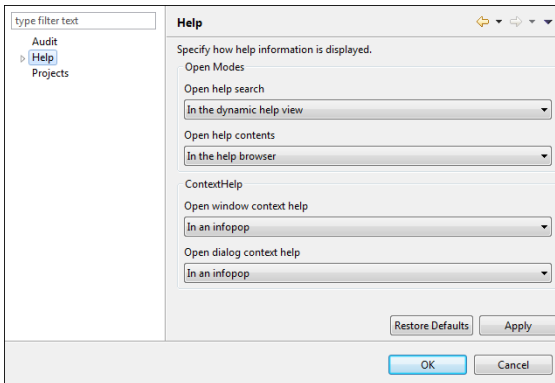 type filter text
Audit
Help
Projects
Help
Specify how help information is displayed.
Open Modes
Open help search
In the dynamic help view
Open help contents
In the help browser
ContextHelp
Open window context help
In an infopop
Open dialog context help
In an infopop
Restore Defaults
Apply
OK
Cancel